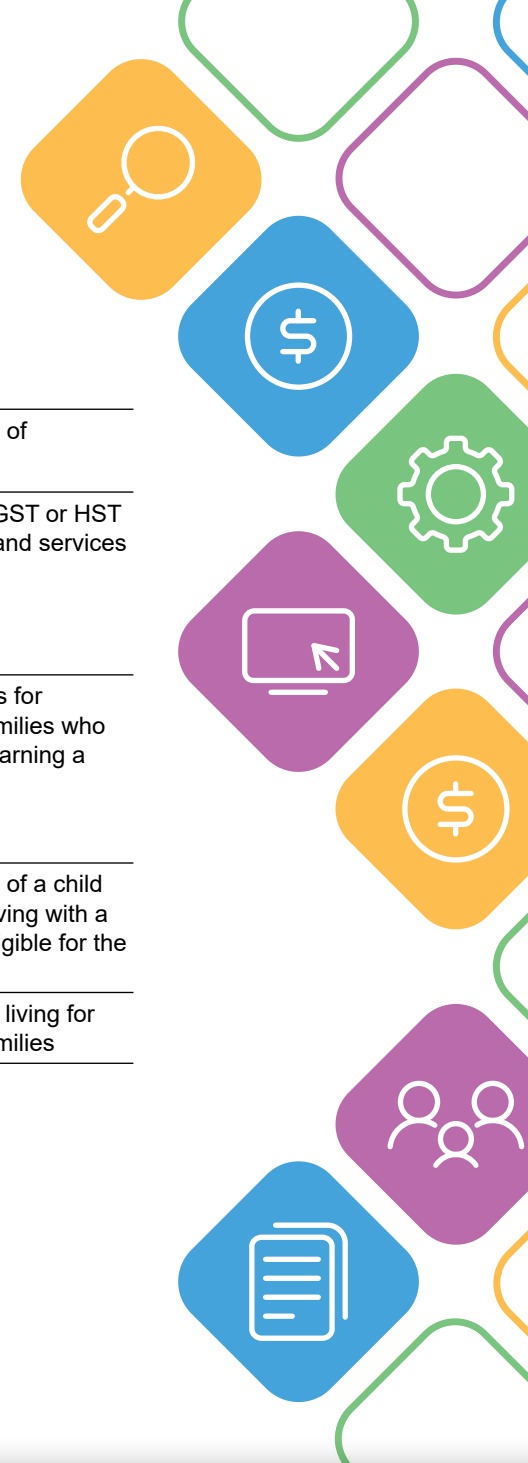 of
GST or HST
and services
s for
milies who
arning a
of a child
ving with a
gible for the
living for
milies